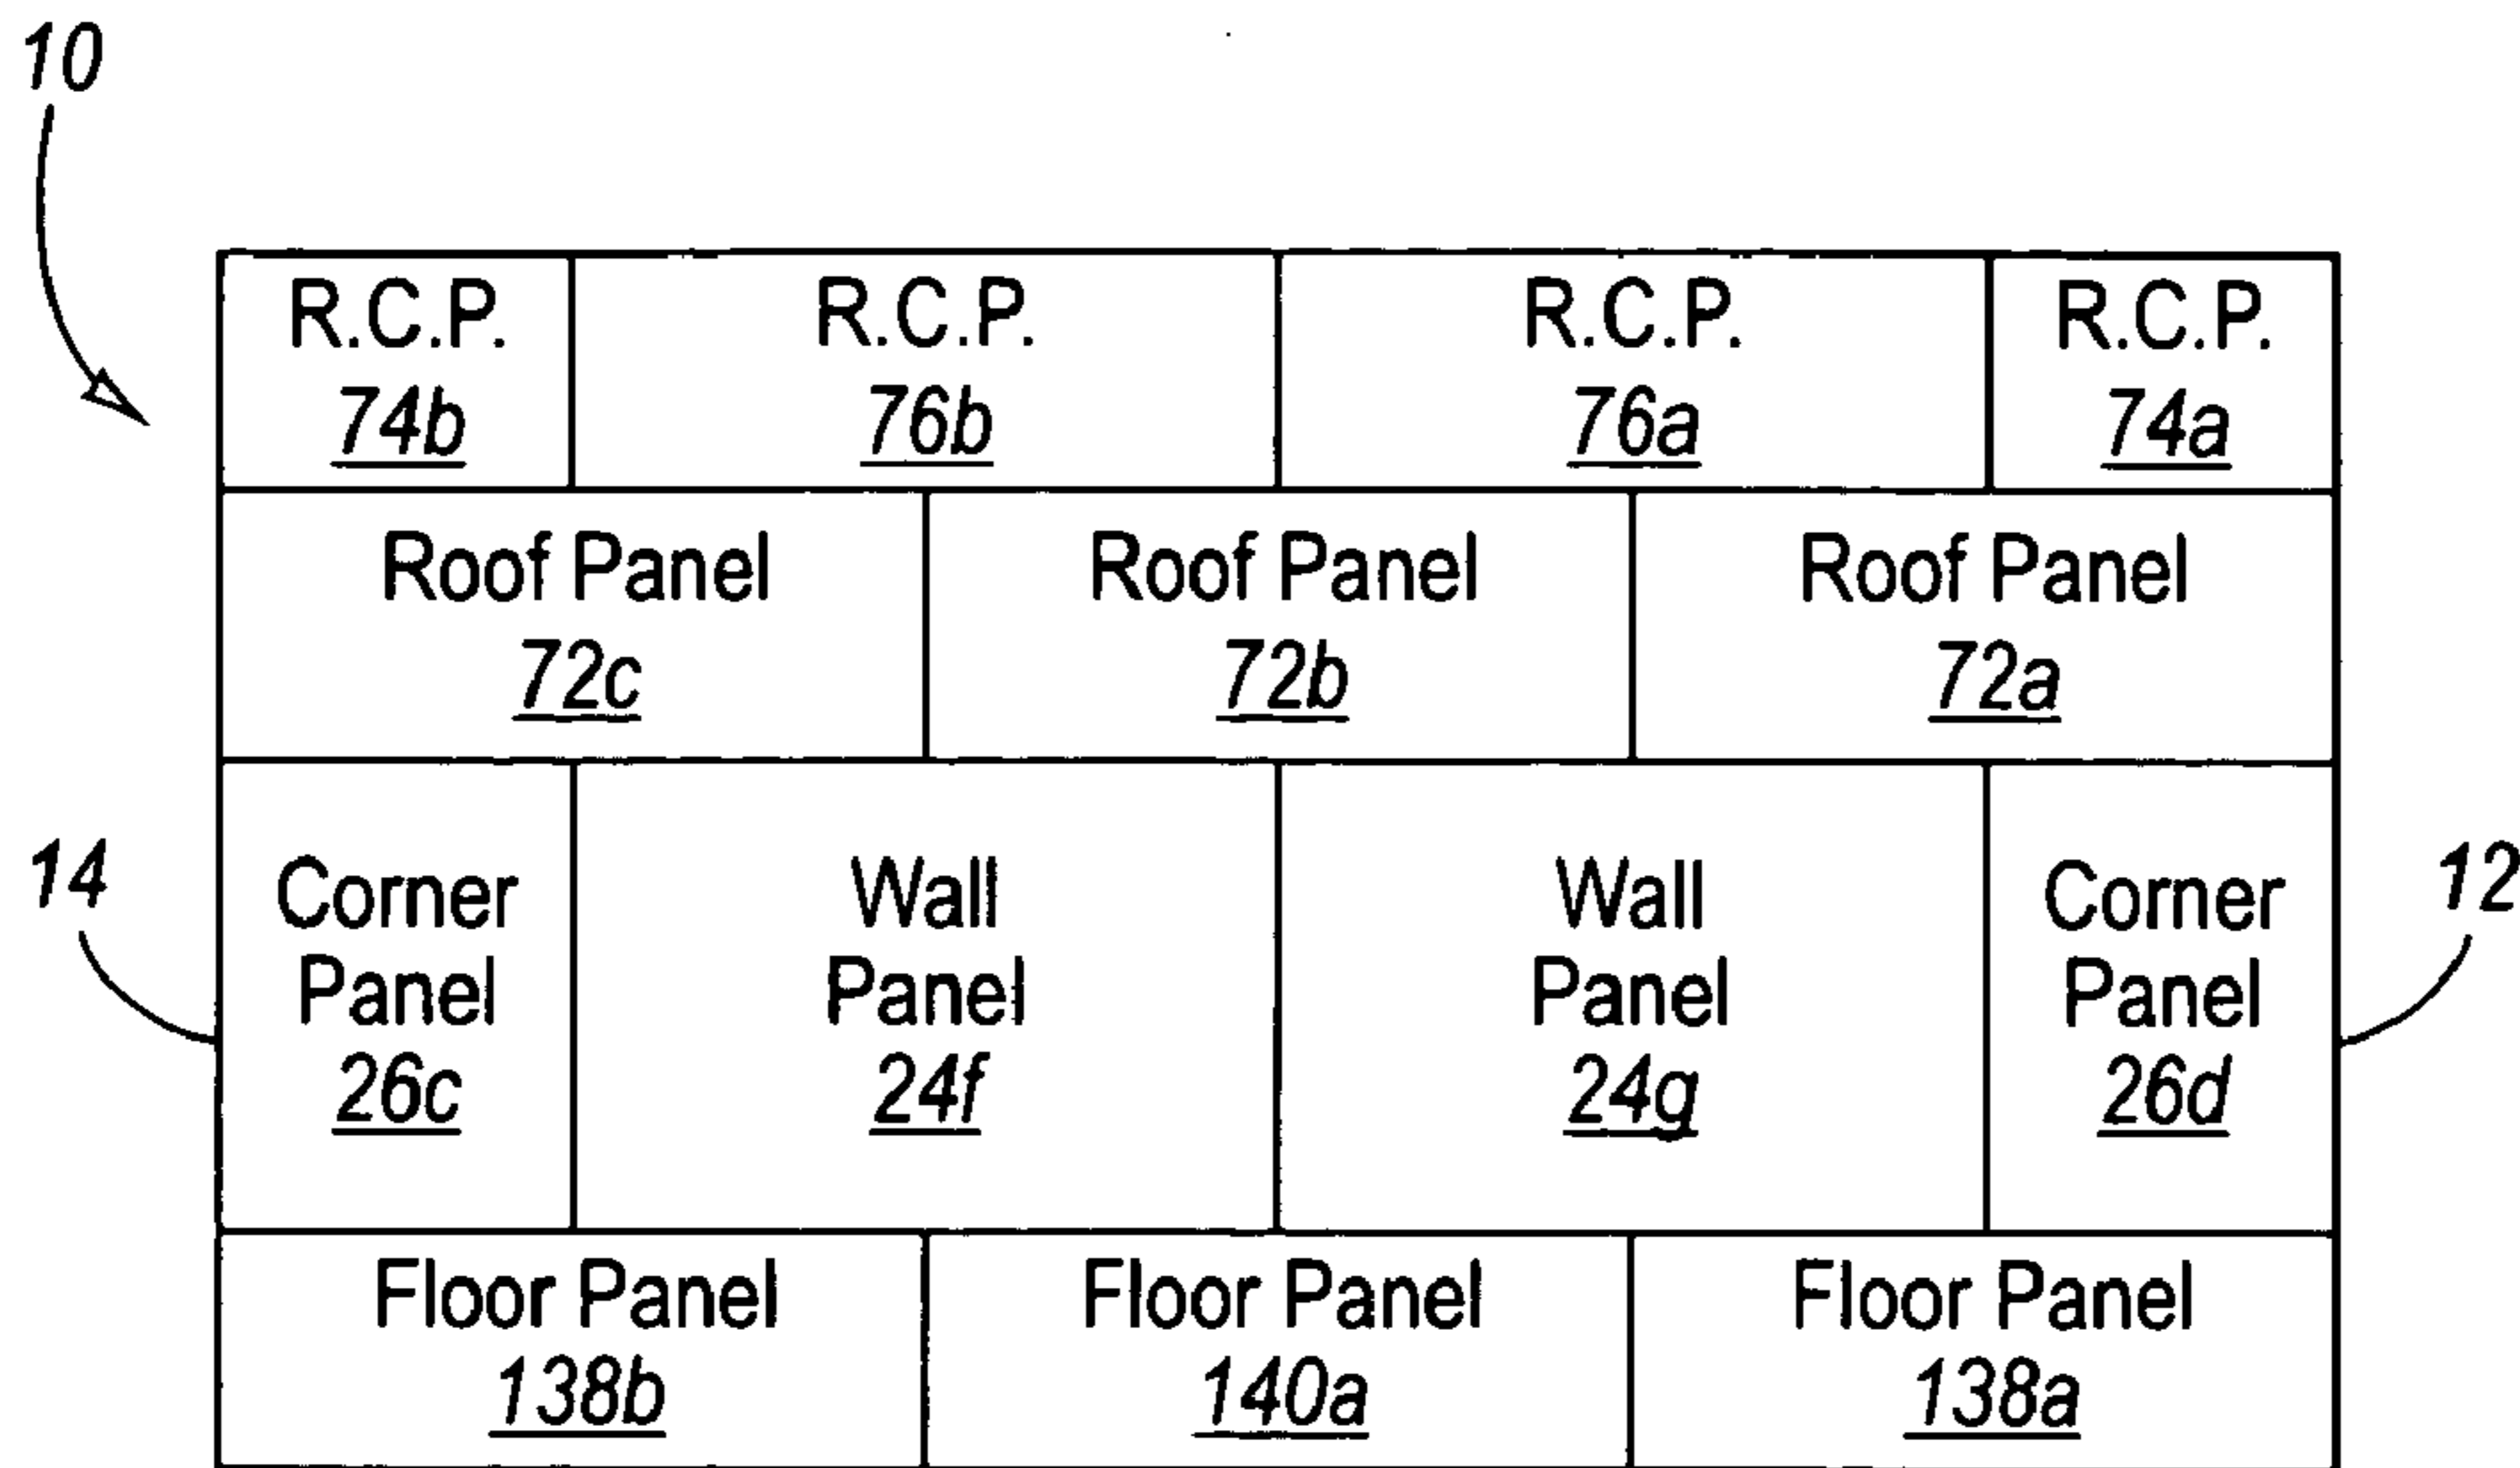 10
R.C.P. R.C.P. R.C.P. R.C.P.
74b 76b 76a 74a
Roof Panel Roof Panel Roof Panel
72c 72b 72a
14
12
Corner Wall Wall Corner
Panel Panel Panel Panel
26c 24f 24g 26d
Floor Panel Floor Panel Floor Panel
138b 140a 138a